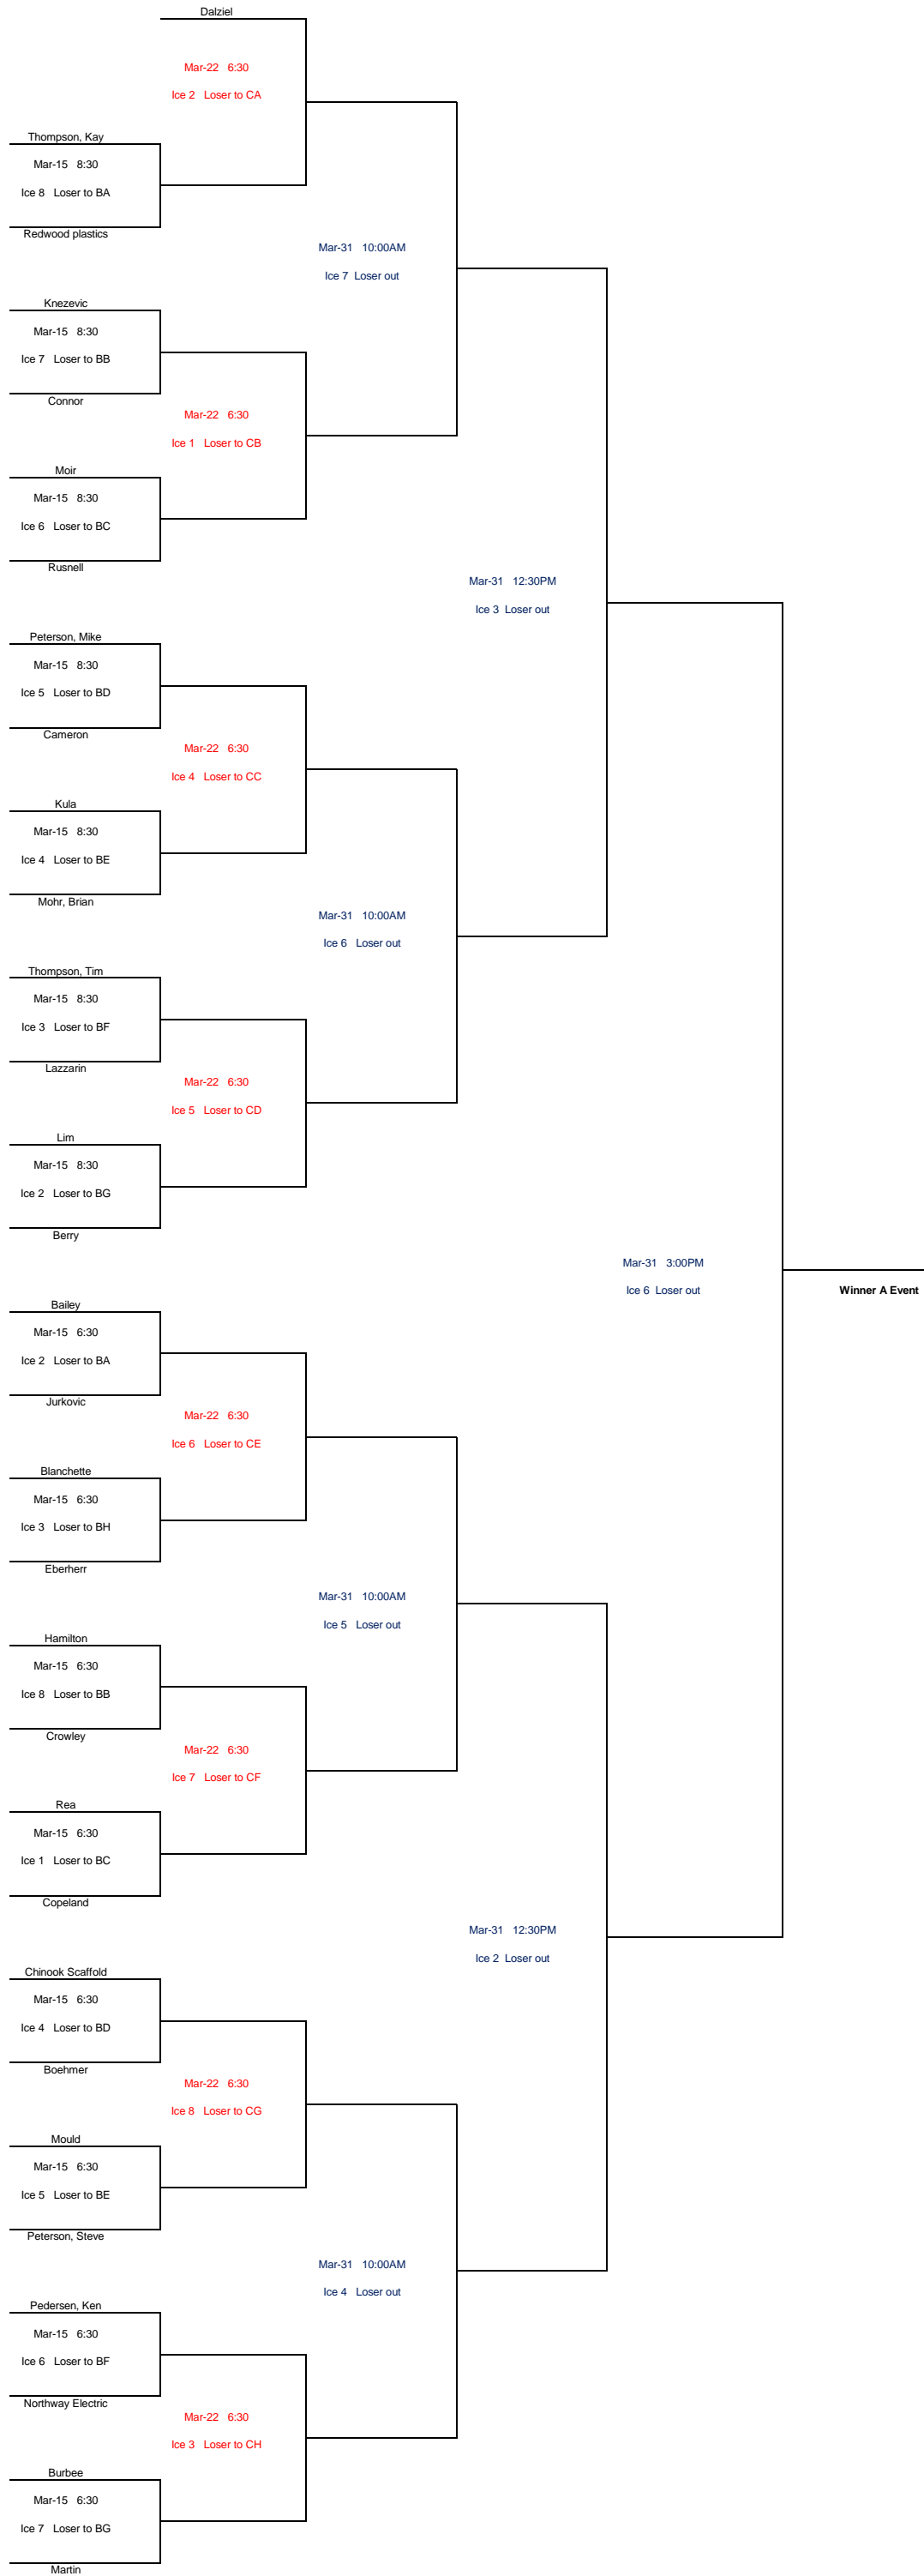 Dalziel
Mar-22 6:30
Ice 2 Loser to CA
Thompson, Kay
Mar-15 8:30
Ice 8 Loser to BA
Redwood plastics
Mar-31 10:00AM
Ice 7 Loser out
Knezevic
Mar-15 8:30
Ice 7 Loser to BB
Connor
Mar-22 6:30
Ice 1 Loser to CB
Moir
Mar-15 8:30
Ice 6 Loser to BC
Rusnell
Mar-31 12:30PM
Ice 3 Loser out
Peterson, Mike
Mar-15 8:30
Ice 5 Loser to BD
Cameron
Mar-22 6:30
Ice 4 Loser to CC
Kula
Mar-15 8:30
Ice 4 Loser to BE
Mohr, Brian
Mar-31 10:00AM
Ice 6 Loser out
Thompson, Tim
Mar-15 8:30
Ice 3 Loser to BF
Lazzarin
Mar-22 6:30
Ice 5 Loser to CD
Lim
Mar-15 8:30
Ice 2 Loser to BG
Berry
Mar-31 3:00PM
Ice 6 Loser out
Winner A Event
Bailey
Mar-15 6:30
Ice 2 Loser to BA
Jurkovic
Mar-22 6:30
Ice 6 Loser to CE
Blanchette
Mar-15 6:30
Ice 3 Loser to BH
Eberherr
Mar-31 10:00AM
Ice 5 Loser out
Hamilton
Mar-15 6:30
Ice 8 Loser to BB
Crowley
Mar-22 6:30
Ice 7 Loser to CF
Rea
Mar-15 6:30
Ice 1 Loser to BC
Copeland
Mar-31 12:30PM
Ice 2 Loser out
Chinook Scaffold
Mar-15 6:30
Ice 4 Loser to BD
Boehmer
Mar-22 6:30
Ice 8 Loser to CG
Mould
Mar-15 6:30
Ice 5 Loser to BE
Peterson, Steve
Mar-31 10:00AM
Ice 4 Loser out
Pedersen, Ken
Mar-15 6:30
Ice 6 Loser to BF
Northway Electric
Mar-22 6:30
Ice 3 Loser to CH
Burbee
Mar-15 6:30
Ice 7 Loser to BG
Martin